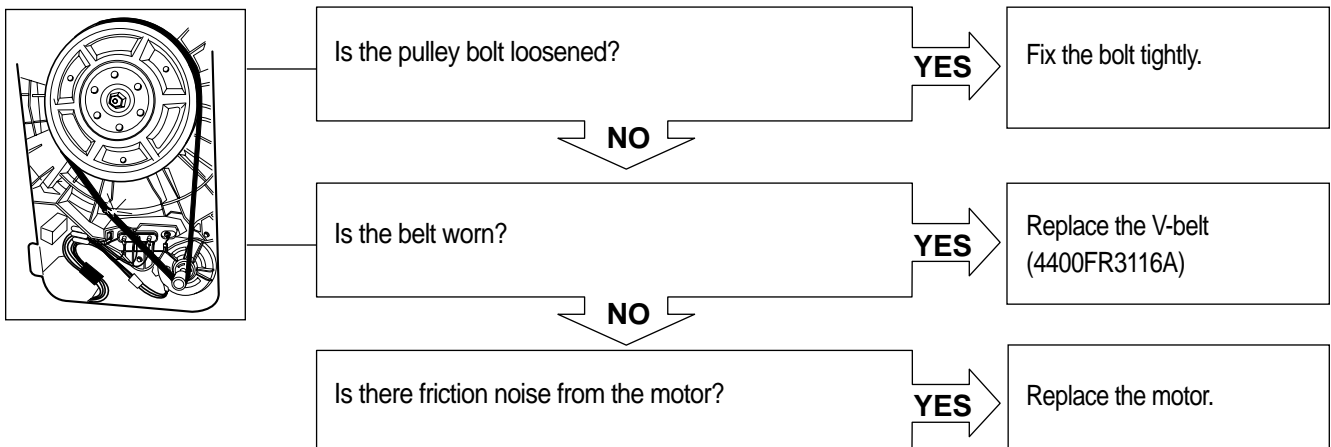 Is the pulley bolt loosened?
YES
Fix the bolt tightly.
NO
Is the belt worn?
YES
Replace the V-belt
(4400FR3116A)
NO
Is there friction noise from the motor?
YES
Replace the motor.